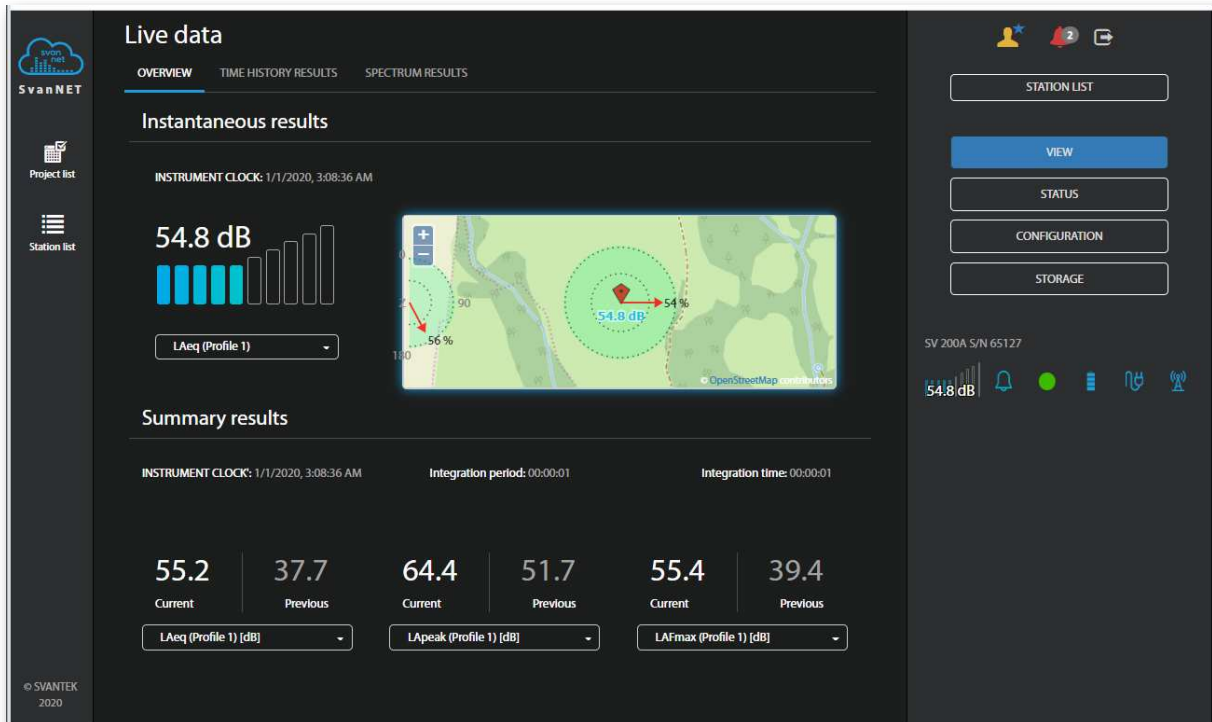 svan
net
SvanNET
Project list
Station list
© SVANTEK
2020
Live data
OVERVIEW TIME HISTORY RESULTS SPECTRUM RESULTS
Instantaneous results
INSTRUMENT CLOCK: 1/1/2020, 3:08:36 AM
54.8 dB
LAeq (Profile 1)
+
−
0
90
180
56 %
54 %
54.8 dB
© OpenStreetMap contributors
Summary results
INSTRUMENT CLOCK': 1/1/2020, 3:08:36 AM Integration period: 00:00:01 Integration time: 00:00:01
55.2 37.7 64.4 51.7 55.4 39.4
Current Previous Current Previous Current Previous
LAeq (Profile 1) [dB] LApeak (Profile 1) [dB] LAFmax (Profile 1) [dB]
2
STATION LIST
VIEW
STATUS
CONFIGURATION
STORAGE
SV 200A S/N 65127
54.8 dB